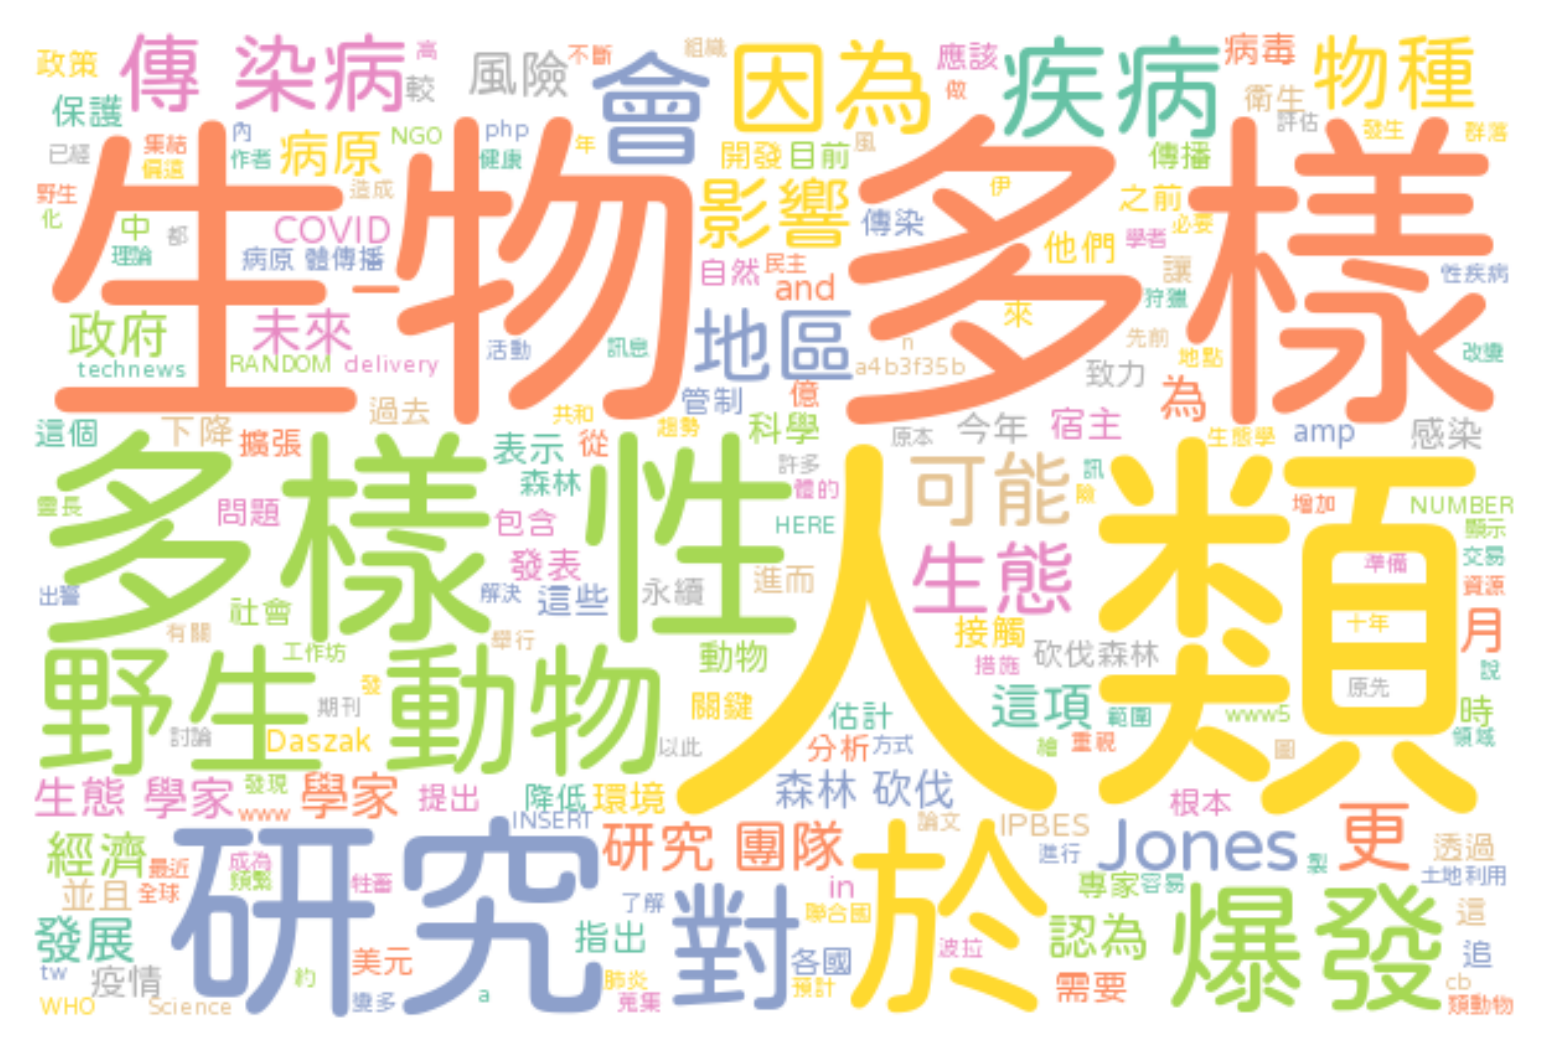 政策
傳 染病
高
較
風險
不斷
會
組織
因為
應該
做
疾病
病毒
物種
保護
衛生
評估
發生
群落
已經
集結
偏遠
內
作者
病原
NGO
php
健康
年
開發
目前
風
傳播
野生
化
中
理論
都
造成
COVID
病原 體傳播
生物多樣
一
影響
傳染
伊
他們
之前
必要
學者
讓
性疾病
自然
民主
and
狩獵
來
政府
未來
technews
RANDOM
delivery
活動
訊息
地區
n
a4b3f35b
先前
地點
致力
改變
管制
億
為
這個
下降
過去
擴張
共和
趨勢
表示
從
科學
原本
今年
宿主
生態學
amp
感染
多樣性
森林
許多
體的
可能
訊
險
人類
增加
NUMBER
顯示
靈長
問題
包含
HERE
發表
生態
準備
交易
資源
出警
社會
解決
這些
永續
進而
有關
工作坊
舉行
接觸
十年
月
野生動物
動物
措施
砍伐森林
說
期刊
發
關鍵
估計
這項
範圍
原先
www5
時
討論
Daszak
以此
分析
方式
繪
重視
圖
領域
生態 學家
發現
www
學家
提出
降低
環境
森林 砍伐
根本
INSERT
論文
IPBES
進行
Jones
製
更
透過
經濟
最近
成為
頻繁
牲畜
研究
研究 團隊
於
並且
全球
in
專家
容易
土地利用
發展
了解
對
聯合國
認為
爆發
這
tw
疫情
美元
指出
各國
波拉
追
約
肺炎
預計
需要
cb
WHO
Science
變多
a
蒐集
類動物